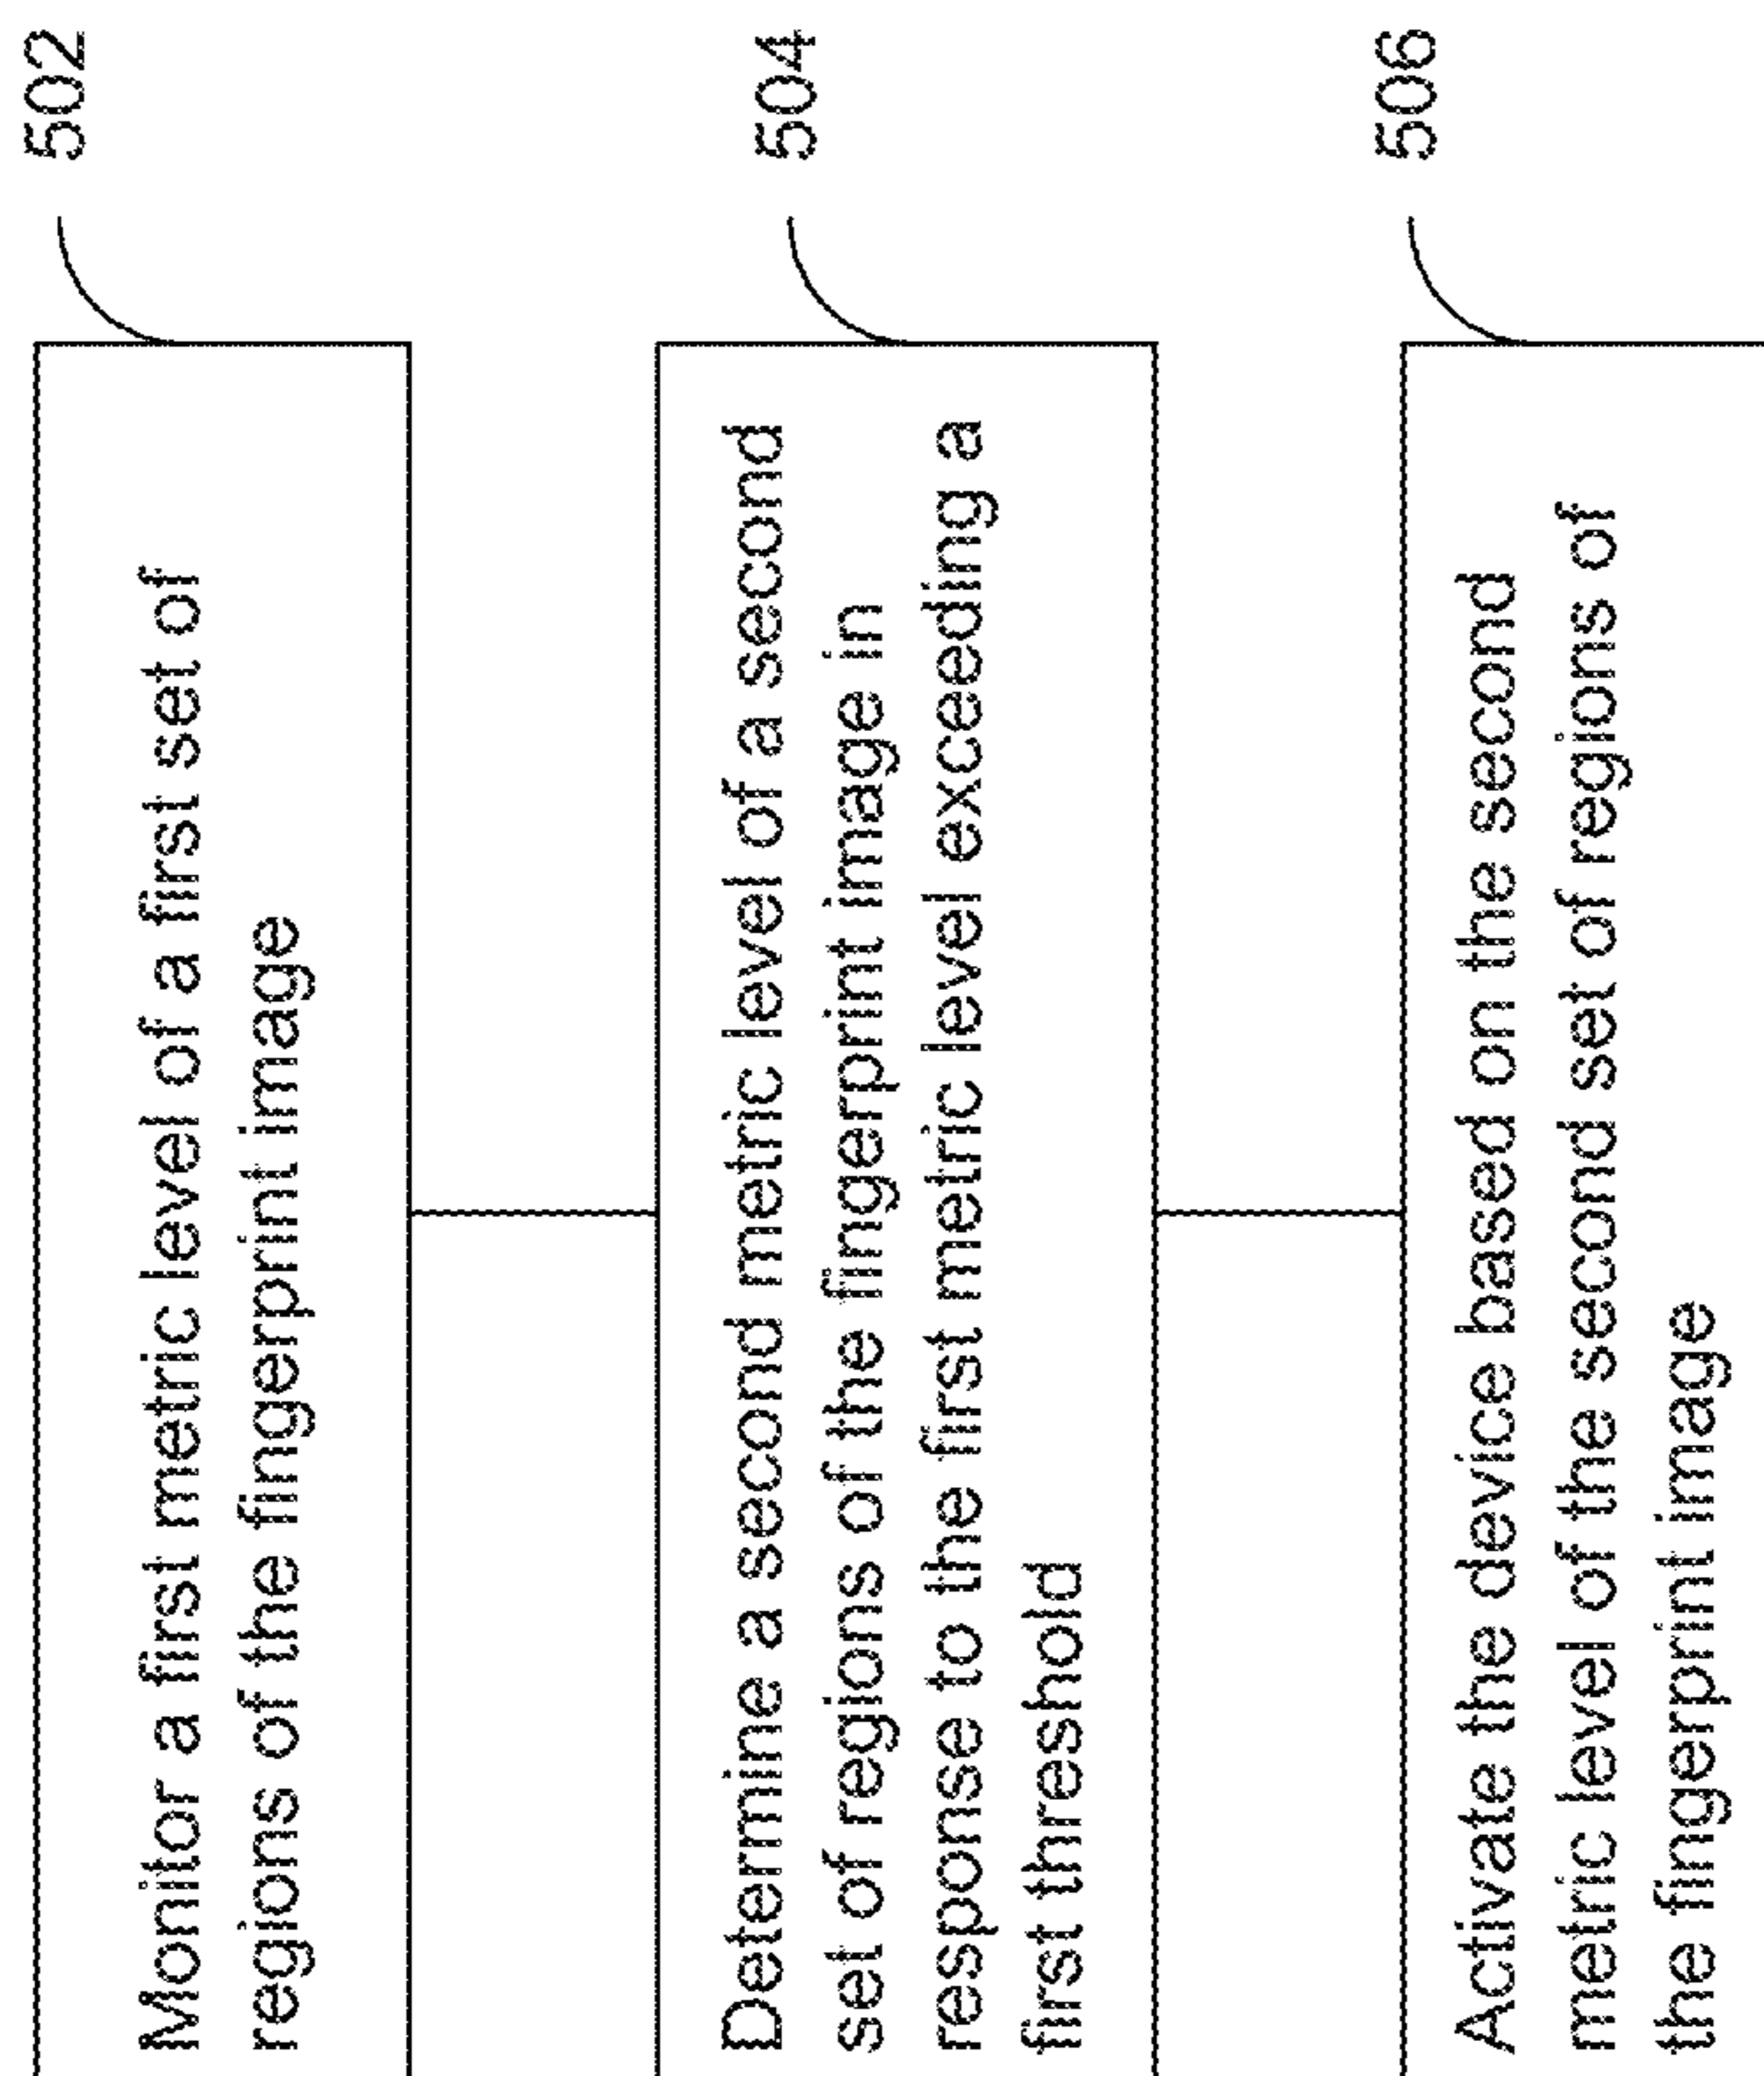 502
Monitor a first metric level of a first set of
regions of the fingerprint image
504
Determine a second metric level of a second
set of regions of the fingerprint image in
response to the first metric level exceeding a
first threshold
506
Activate the device based on the second
metric level of the second set of regions of
the fingerprint image